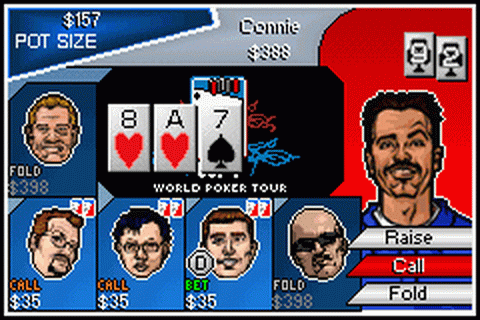 $157
POT SIZE
Connie
$388
8 A 7
WORLD POKER TOUR
FOLD
$398
Raise
Call
Fold
CALL
$35
CALL
$35
D
BET
$35
FOLD
$398